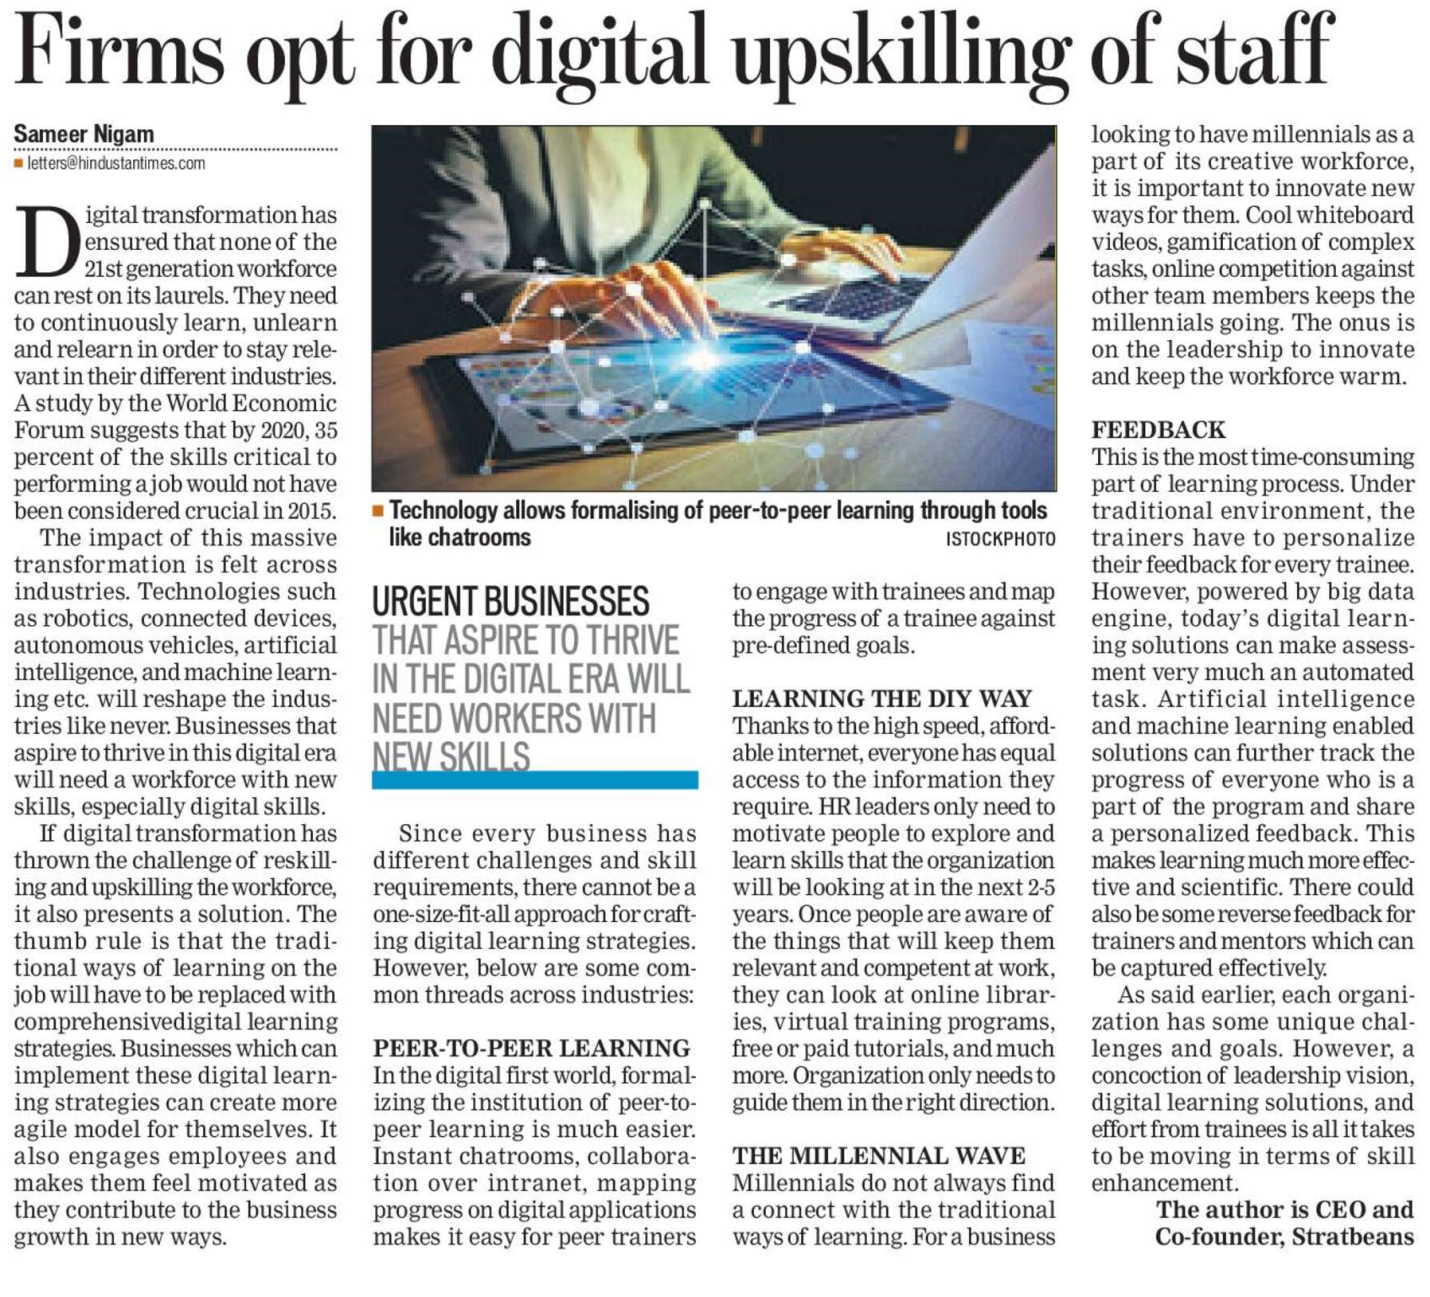 Firms opt for digital upskilling of staff
Sameer Nigam
letters@hindustantimes.com
Digital transformation has
ensured that none of the
21st generation workforce
can rest on its laurels. They need
to continuously learn, unlearn
and relearn in order to stay rele-
vant in their different industries.
A study by the World Economic
Forum suggests that by 2020, 35
percent of the skills critical to
performing a job would not have
been considered crucial in 2015.
The impact of this massive
transformation is felt across
industries. Technologies such
as robotics, connected devices,
autonomous vehicles, artificial
intelligence, and machine learn-
ing etc. will reshape the indus-
tries like never. Businesses that
aspire to thrive in this digital era
will need a workforce with new
skills, especially digital skills.
If digital transformation has
thrown the challenge of reskill-
ing and upskilling the workforce,
it also presents a solution. The
thumb rule is that the tradi-
tional ways of learning on the
job will have to be replaced with
comprehensivedigital learning
strategies. Businesses which can
implement these digital learn-
ing strategies can create more
agile model for themselves. It
also engages employees and
makes them feel motivated as
they contribute to the business
growth in new ways.
Technology allows formalising of peer-to-peer learning through tools
like chatrooms
ISTOCKPHOTO
URGENT BUSINESSES
THAT ASPIRE TO THRIVE
IN THE DIGITAL ERA WILL
NEED WORKERS WITH
NEW SKILLS
Since every business has
different challenges and skill
requirements, there cannot be a
one-size-fit-all approach for craft-
ing digital learning strategies.
However, below are some com-
mon threads across industries:
PEER-TO-PEER LEARNING
In the digital first world, formal-
izing the institution of peer-to-
peer learning is much easier.
Instant chatrooms, collabora-
tion over intranet, mapping
progress on digital applications
makes it easy for peer trainers
to engage with trainees and map
the progress of a trainee against
pre-defined goals.
LEARNING THE DIY WAY
Thanks to the high speed, afford-
able internet, everyone has equal
access to the information they
require. HR leaders only need to
motivate people to explore and
learn skills that the organization
will be looking at in the next 2-5
years. Once people are aware of
the things that will keep them
relevant and competent at work,
they can look at online librar-
ies, virtual training programs,
free or paid tutorials, and much
more. Organization only needs to
guide them in the right direction.
THE MILLENNIAL WAVE
Millennials do not always find
a connect with the traditional
ways of learning. For a business
looking to have millennials as a
part of its creative workforce,
it is important to innovate new
ways for them. Cool whiteboard
videos, gamification of complex
tasks, online competition against
other team members keeps the
millennials going. The onus is
on the leadership to innovate
and keep the workforce warm.
FEEDBACK
This is the most time-consuming
part of learning process. Under
traditional environment, the
trainers have to personalize
their feedback for every trainee.
However, powered by big data
engine, today's digital learn-
ing solutions can make assess-
ment very much an automated
task. Artificial intelligence
and machine learning enabled
solutions can further track the
progress of everyone who is a
part of the program and share
a personalized feedback. This
makes learning much more effec-
tive and scientific. There could
also be some reverse feedback for
trainers and mentors which can
be captured effectively.
As said earlier, each organi-
zation has some unique chal-
lenges and goals. However, a
concoction of leadership vision,
digital learning solutions, and
effort from trainees is all it takes
to be moving in terms of skill
enhancement.
The author is CEO and
Co-founder, Stratbeans